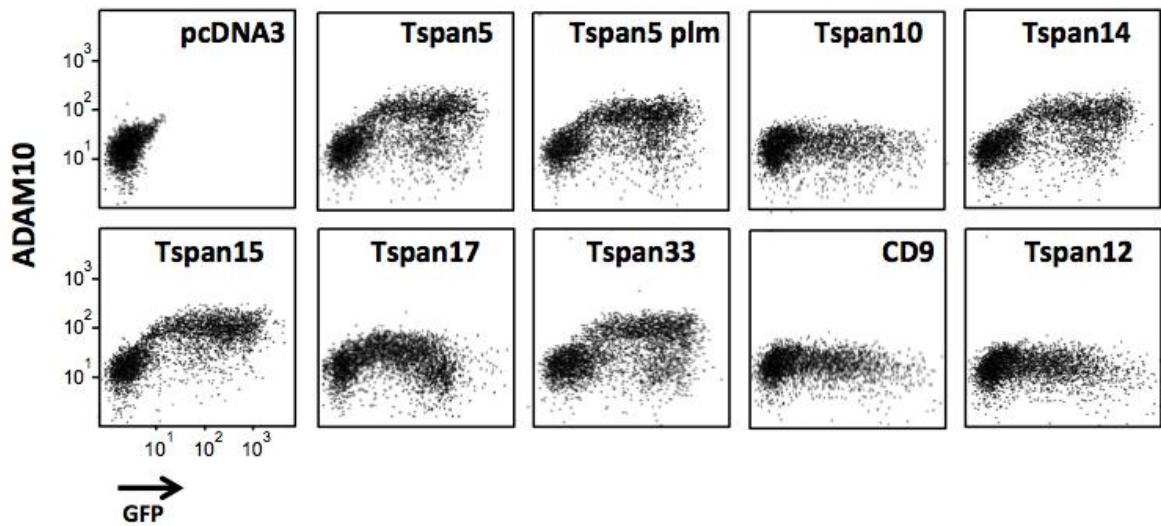 pcDNA3
Tspan5
Tspan5 plm
Tspan10
Tspan14
ADAM10
10³
10²
10¹
Tspan15
Tspan17
Tspan33
CD9
Tspan12
10³
10²
10¹
10¹ 10² 10³
GFP